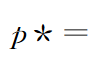 p * =